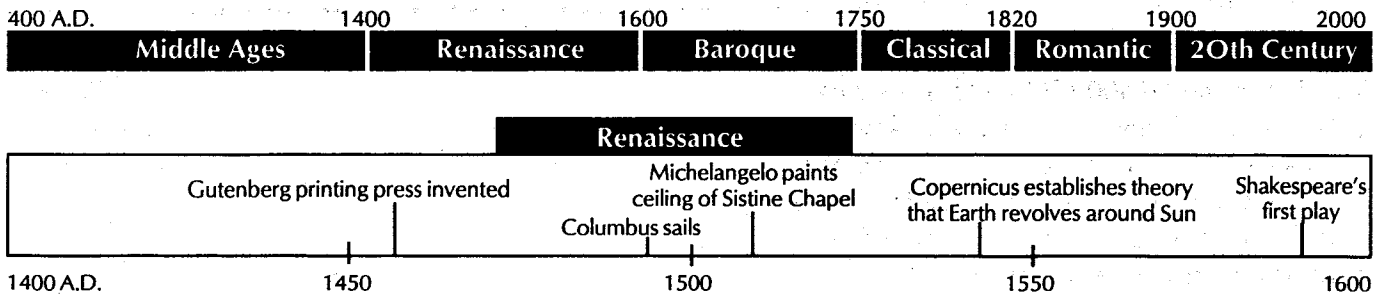 400 A.D. 1400 1600 1750 1820 1900 2000
Middle Ages Renaissance Baroque Classical Romantic 20th Century
Renaissance
Gutenberg printing press invented
Columbus sails
Michelangelo paints
ceiling of Sistine Chapel
Copernicus establishes theory
that Earth revolves around Sun
Shakespeare's
first play
1400 A.D. 1450 1500 1550 1600